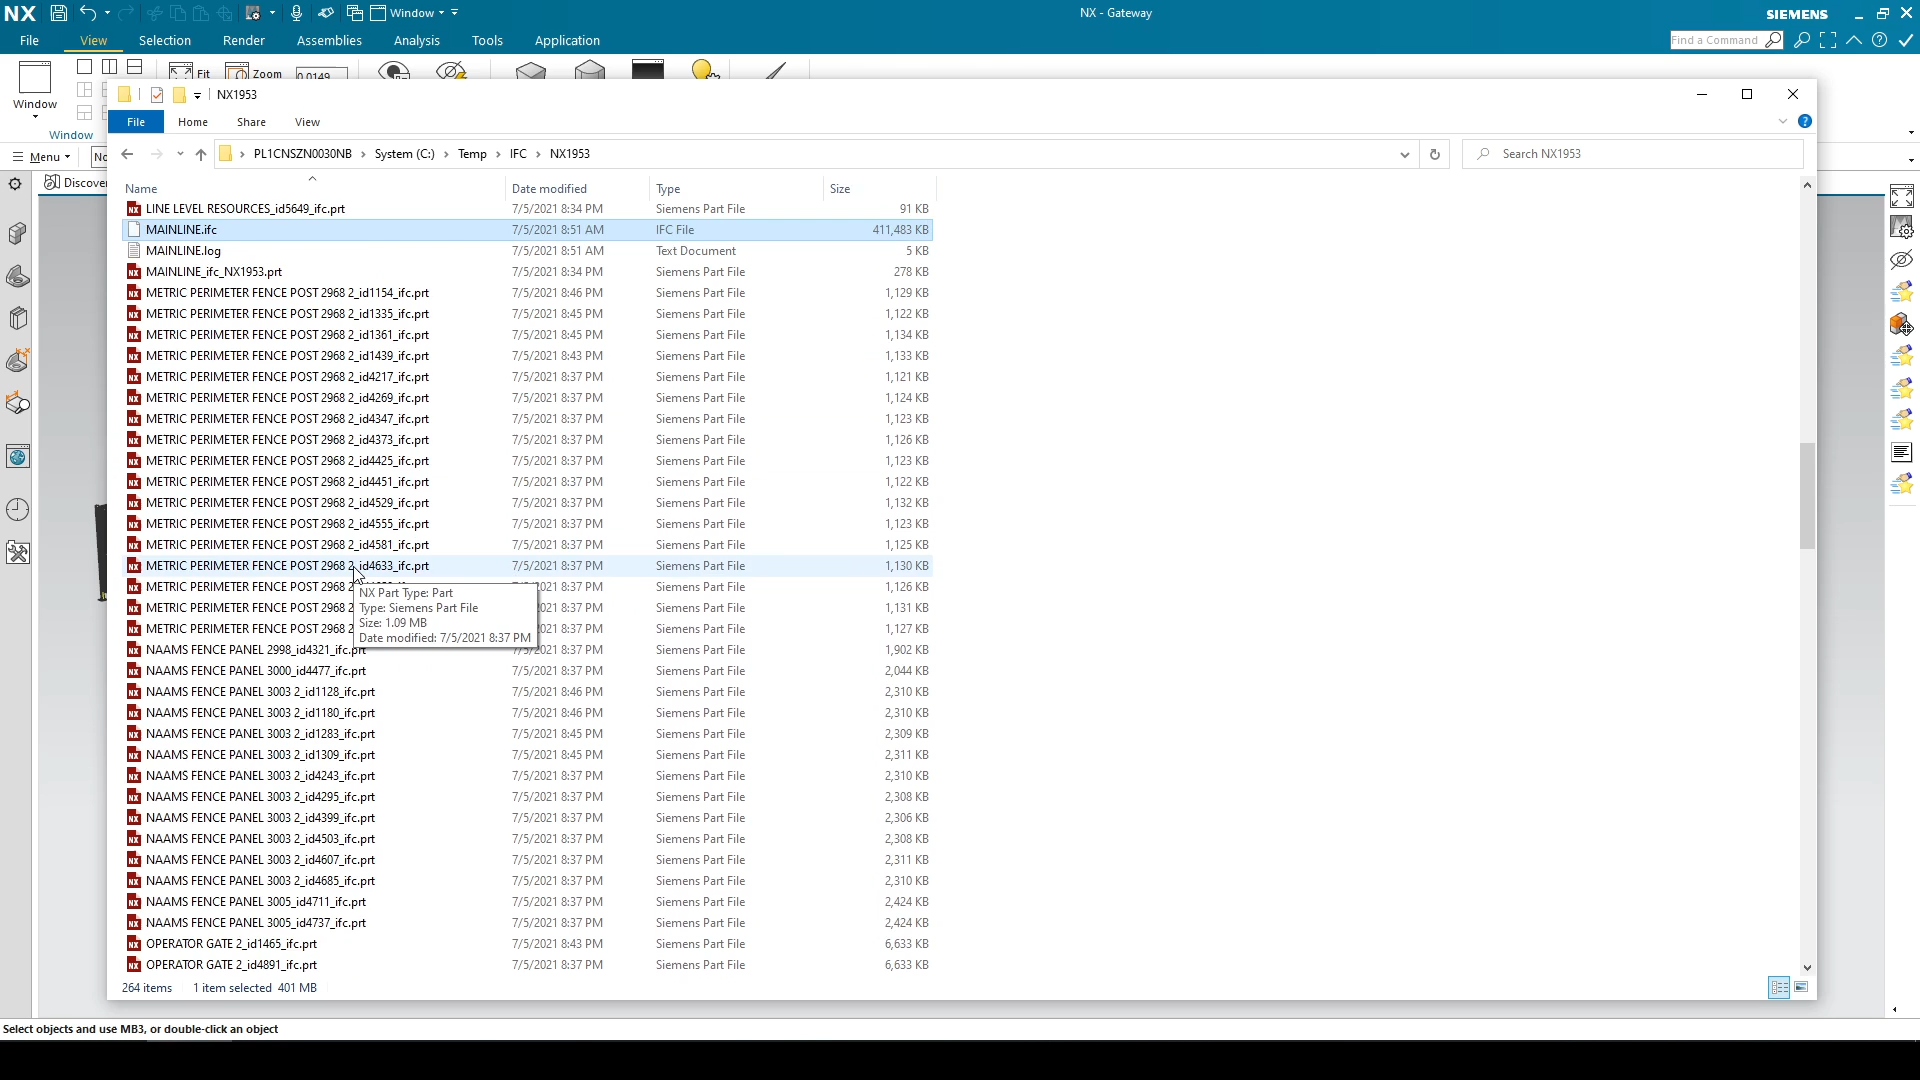 NX Window NX - Gateway SIEMENS
File View Selection Render Assemblies Analysis Tools Application Find a Command
Fit Zoom 0.0149
Window
Window
Menu No
Discover
NX1953
File Home Share View
PL1CNSZN0030NB › System (C:) › Temp › IFC › NX1953 Search NX1953
Name Date modified Type Size
LINE LEVEL RESOURCES_id5649_ifc.prt 7/5/2021 8:34 PM Siemens Part File 91 KB
MAINLINE.ifc 7/5/2021 8:51 AM IFC File 411,483 KB
MAINLINE.log 7/5/2021 8:51 AM Text Document 5 KB
MAINLINE_ifc_NX1953.prt 7/5/2021 8:34 PM Siemens Part File 278 KB
METRIC PERIMETER FENCE POST 2968 2_id1154_ifc.prt 7/5/2021 8:46 PM Siemens Part File 1,129 KB
METRIC PERIMETER FENCE POST 2968 2_id1335_ifc.prt 7/5/2021 8:45 PM Siemens Part File 1,122 KB
METRIC PERIMETER FENCE POST 2968 2_id1361_ifc.prt 7/5/2021 8:45 PM Siemens Part File 1,134 KB
METRIC PERIMETER FENCE POST 2968 2_id1439_ifc.prt 7/5/2021 8:43 PM Siemens Part File 1,133 KB
METRIC PERIMETER FENCE POST 2968 2_id4217_ifc.prt 7/5/2021 8:37 PM Siemens Part File 1,121 KB
METRIC PERIMETER FENCE POST 2968 2_id4269_ifc.prt 7/5/2021 8:37 PM Siemens Part File 1,124 KB
METRIC PERIMETER FENCE POST 2968 2_id4347_ifc.prt 7/5/2021 8:37 PM Siemens Part File 1,123 KB
METRIC PERIMETER FENCE POST 2968 2_id4373_ifc.prt 7/5/2021 8:37 PM Siemens Part File 1,126 KB
METRIC PERIMETER FENCE POST 2968 2_id4425_ifc.prt 7/5/2021 8:37 PM Siemens Part File 1,123 KB
METRIC PERIMETER FENCE POST 2968 2_id4451_ifc.prt 7/5/2021 8:37 PM Siemens Part File 1,122 KB
METRIC PERIMETER FENCE POST 2968 2_id4529_ifc.prt 7/5/2021 8:37 PM Siemens Part File 1,132 KB
METRIC PERIMETER FENCE POST 2968 2_id4555_ifc.prt 7/5/2021 8:37 PM Siemens Part File 1,123 KB
METRIC PERIMETER FENCE POST 2968 2_id4581_ifc.prt 7/5/2021 8:37 PM Siemens Part File 1,125 KB
METRIC PERIMETER FENCE POST 2968 2_id4633_ifc.prt 7/5/2021 8:37 PM Siemens Part File 1,130 KB
METRIC PERIMETER FENCE POST 2968 2 021 8:37 PM Siemens Part File 1,126 KB
NX Part Type: Part
METRIC PERIMETER FENCE POST 2968 2 Type: Siemens Part File 021 8:37 PM Siemens Part File 1,131 KB
Size: 1.09 MB
METRIC PERIMETER FENCE POST 2968 2 021 8:37 PM Siemens Part File 1,127 KB
Date modified: 7/5/2021 8:37 PM
NAAMS FENCE PANEL 2998_id4321_ifc.prt 7/5/2021 8:37 PM Siemens Part File 1,902 KB
NAAMS FENCE PANEL 3000_id4477_ifc.prt 7/5/2021 8:37 PM Siemens Part File 2,044 KB
NAAMS FENCE PANEL 3003 2_id1128_ifc.prt 7/5/2021 8:46 PM Siemens Part File 2,310 KB
NAAMS FENCE PANEL 3003 2_id1180_ifc.prt 7/5/2021 8:46 PM Siemens Part File 2,310 KB
NAAMS FENCE PANEL 3003 2_id1283_ifc.prt 7/5/2021 8:45 PM Siemens Part File 2,309 KB
NAAMS FENCE PANEL 3003 2_id1309_ifc.prt 7/5/2021 8:45 PM Siemens Part File 2,311 KB
NAAMS FENCE PANEL 3003 2_id4243_ifc.prt 7/5/2021 8:37 PM Siemens Part File 2,310 KB
NAAMS FENCE PANEL 3003 2_id4295_ifc.prt 7/5/2021 8:37 PM Siemens Part File 2,308 KB
NAAMS FENCE PANEL 3003 2_id4399_ifc.prt 7/5/2021 8:37 PM Siemens Part File 2,306 KB
NAAMS FENCE PANEL 3003 2_id4503_ifc.prt 7/5/2021 8:37 PM Siemens Part File 2,308 KB
NAAMS FENCE PANEL 3003 2_id4607_ifc.prt 7/5/2021 8:37 PM Siemens Part File 2,311 KB
NAAMS FENCE PANEL 3003 2_id4685_ifc.prt 7/5/2021 8:37 PM Siemens Part File 2,310 KB
NAAMS FENCE PANEL 3005_id4711_ifc.prt 7/5/2021 8:37 PM Siemens Part File 2,424 KB
NAAMS FENCE PANEL 3005_id4737_ifc.prt 7/5/2021 8:37 PM Siemens Part File 2,424 KB
OPERATOR GATE 2_id1465_ifc.prt 7/5/2021 8:43 PM Siemens Part File 6,633 KB
OPERATOR GATE 2_id4891_ifc.prt 7/5/2021 8:37 PM Siemens Part File 6,633 KB
264 items 1 item selected 401 MB
Select objects and use MB3, or double-click an object